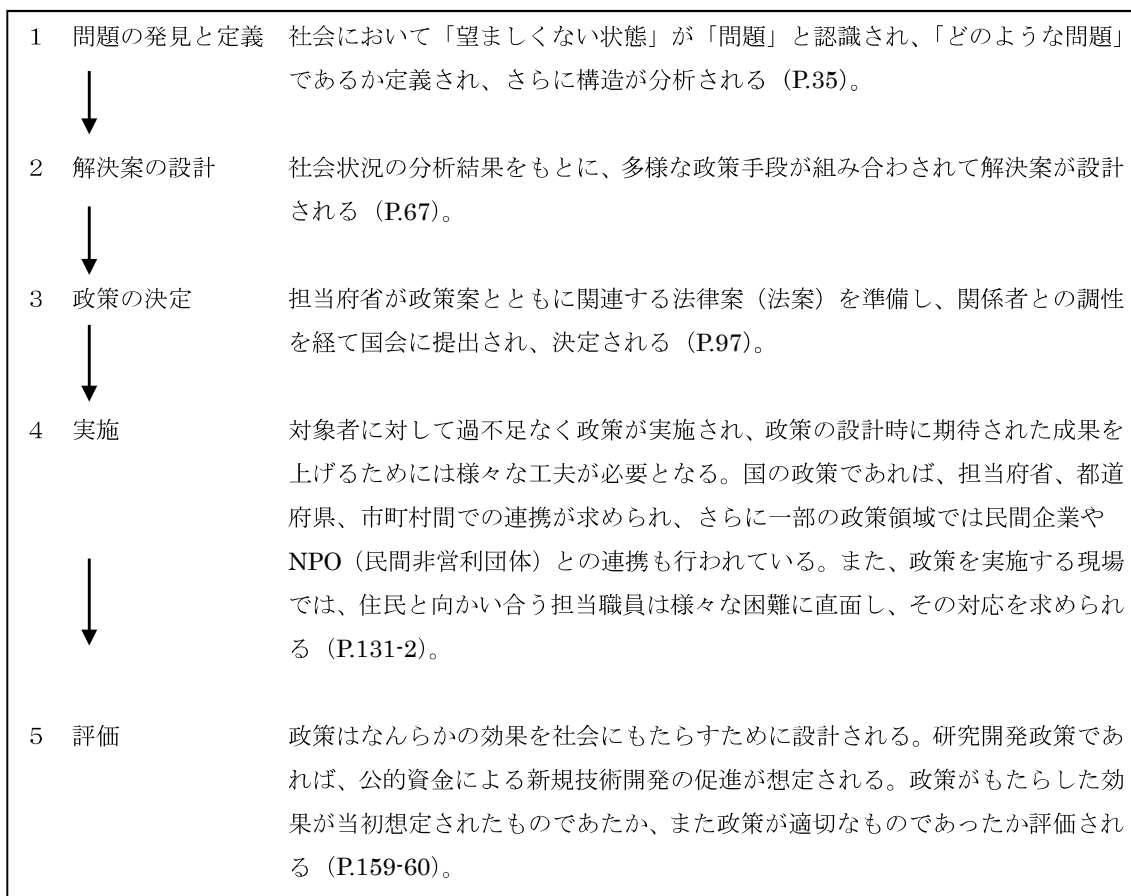 1 問題の発見と定義 社会において「望ましくない状態」が「問題」と認識され、「どのような問題」
であるか定義され、さらに構造が分析される（P.35）。
2 解決案の設計 社会状況の分析結果をもとに、多様な政策手段が組み合わされて解決案が設計
される（P.67）。
3 政策の決定 担当府省が政策案とともに関連する法律案（法案）を準備し、関係者との調性
を経て国会に提出され、決定される（P.97）。
4 実施 対象者に対して過不足なく政策が実施され、政策の設計時に期待された成果を
上げるためには様々な工夫が必要となる。国の政策であれば、担当府省、都道
府県、市町村間での連携が求められ、さらに一部の政策領域では民間企業や
NPO（民間非営利団体）との連携も行われている。また、政策を実施する現場
では、住民と向かい合う担当職員は様々な困難に直面し、その対応を求められ
る（P.131-2）。
5 評価 政策はなんらかの効果を社会にもたらすために設計される。研究開発政策であ
れば、公的資金による新規技術開発の促進が想定される。政策がもたらした効
果が当初想定されたものであたか、また政策が適切なものであったか評価され
る（P.159-60）。